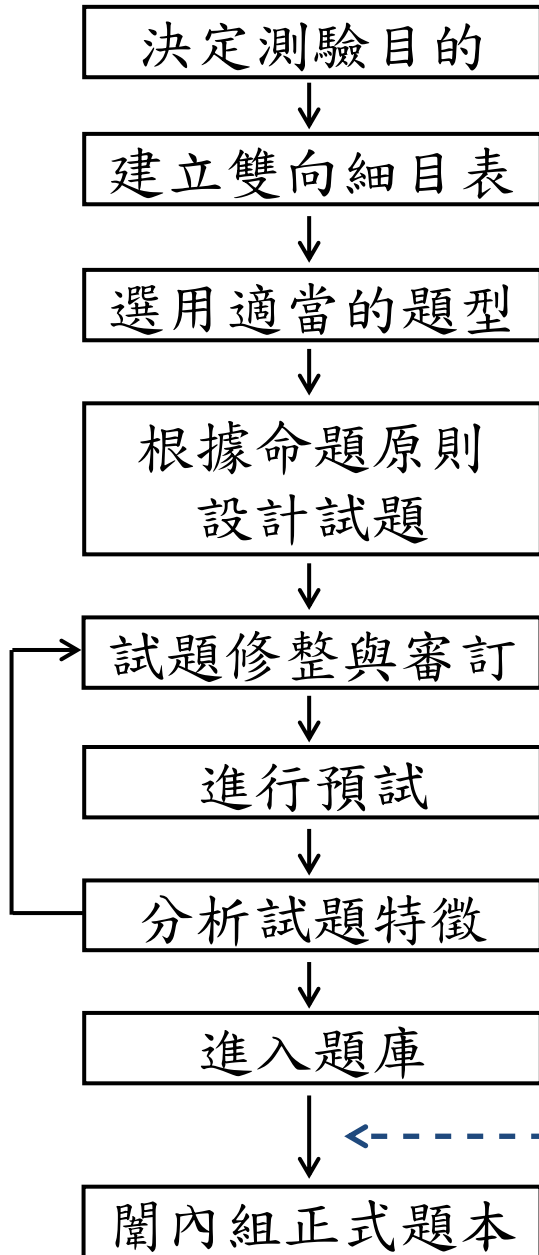 決定測驗目的
建立雙向細目表
選用適當的題型
根據命題原則
設計試題
試題修整與審訂
進行預試
分析試題特徵
進入題庫
闈內組正式題本